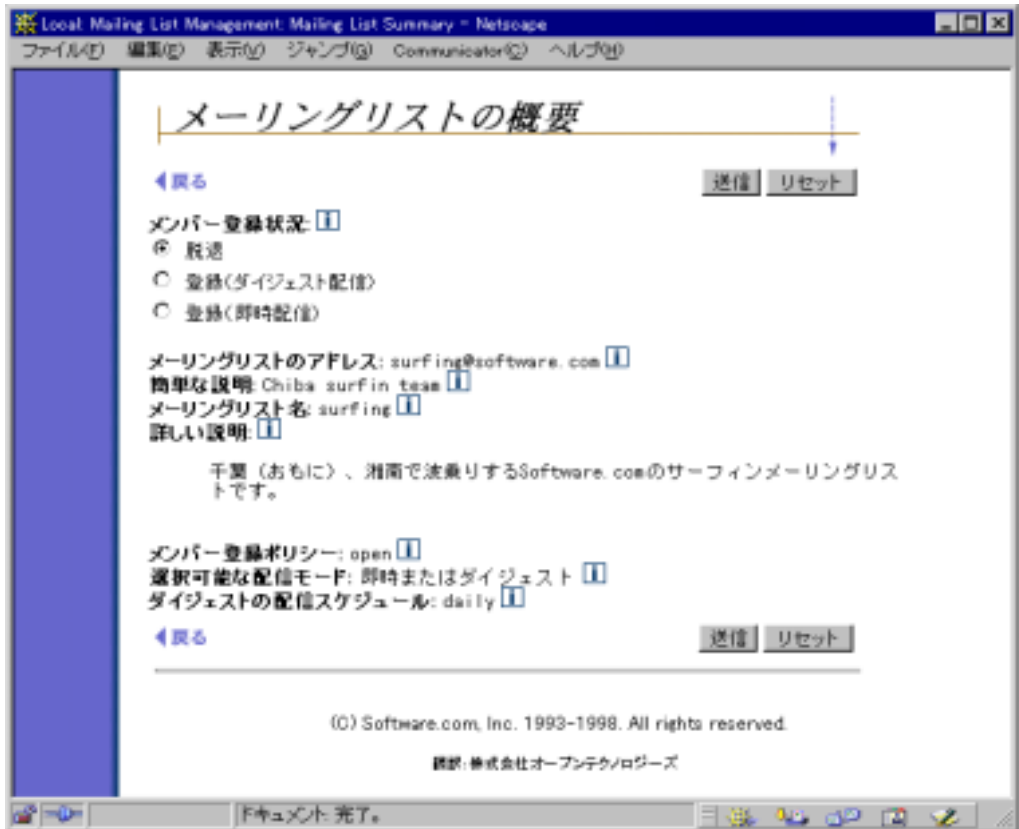 Local Mailing List Management: Mailing List Summary - Netscape
ファイル(F) 編集(E) 表示(V) ジャンプ(G) Communicator(C) ヘルプ(H)
メーリングリストの概要
戻る 送信 リセット
メンバー登録状況:
脱退
登録(ダイジェスト配信)
登録(即時配信)
メーリングリストのアドレス: surfing@software.com
簡単な説明: Chiba surfin team
メーリングリスト名: surfing
詳しい説明:
千葉（おもに）、湘南で波乗りするSoftware.comのサーフィンメーリングリス
トです。
メンバー登録ポリシー: open
選択可能な配信モード: 即時またはダイジェスト
ダイジェストの配信スケジュール: daily
戻る 送信 リセット
(C) Software.com, Inc. 1993-1998. All rights reserved.
翻訳: 株式会社オープンテクノロジーズ
ドキュメント: 完了。